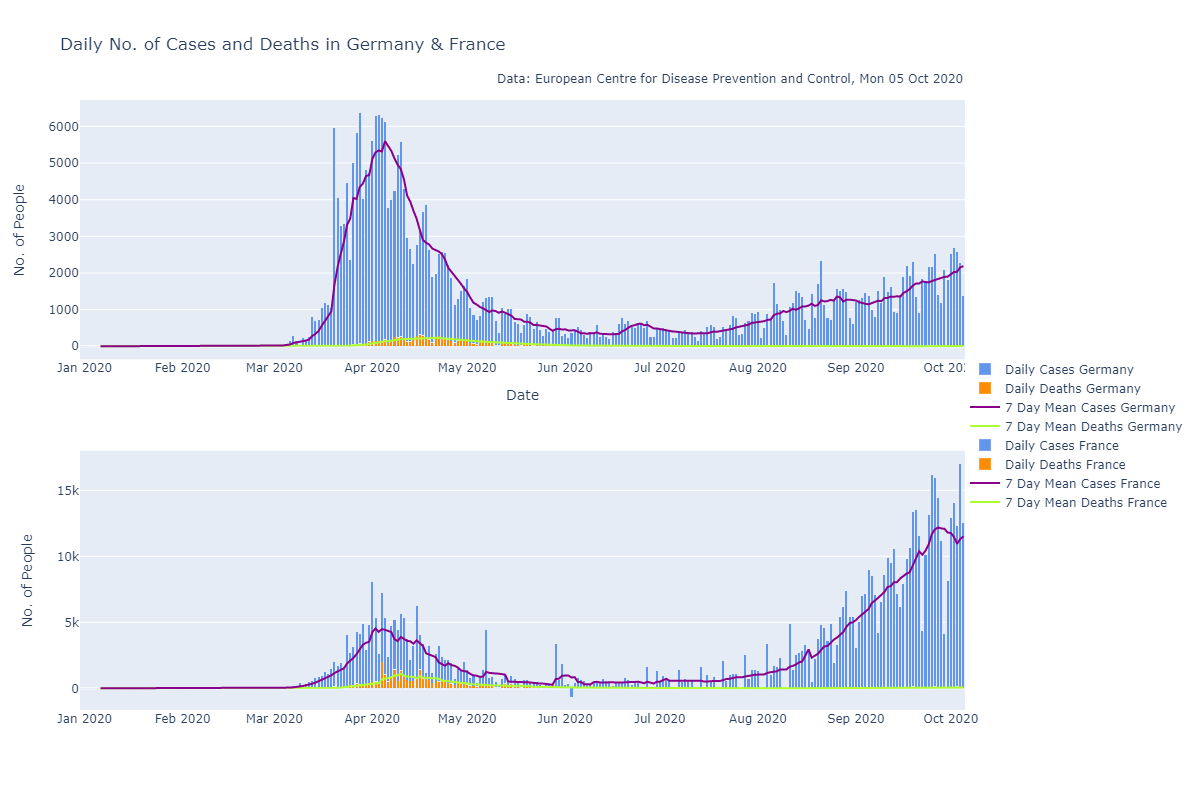 Daily No. of Cases and Deaths in Germany & France
Data: European Centre for Disease Prevention and Control, Mon 05 Oct 2020
No. of People
6000
5000
4000
3000
2000
1000
0
Jan 2020 Feb 2020 Mar 2020 Apr 2020 May 2020 Jun 2020 Jul 2020 Aug 2020 Sep 2020 Oct 2020
Date
Daily Cases Germany
Daily Deaths Germany
7 Day Mean Cases Germany
7 Day Mean Deaths Germany
Daily Cases France
Daily Deaths France
7 Day Mean Cases France
7 Day Mean Deaths France
No. of People
15k
10k
5k
0
Jan 2020 Feb 2020 Mar 2020 Apr 2020 May 2020 Jun 2020 Jul 2020 Aug 2020 Sep 2020 Oct 2020